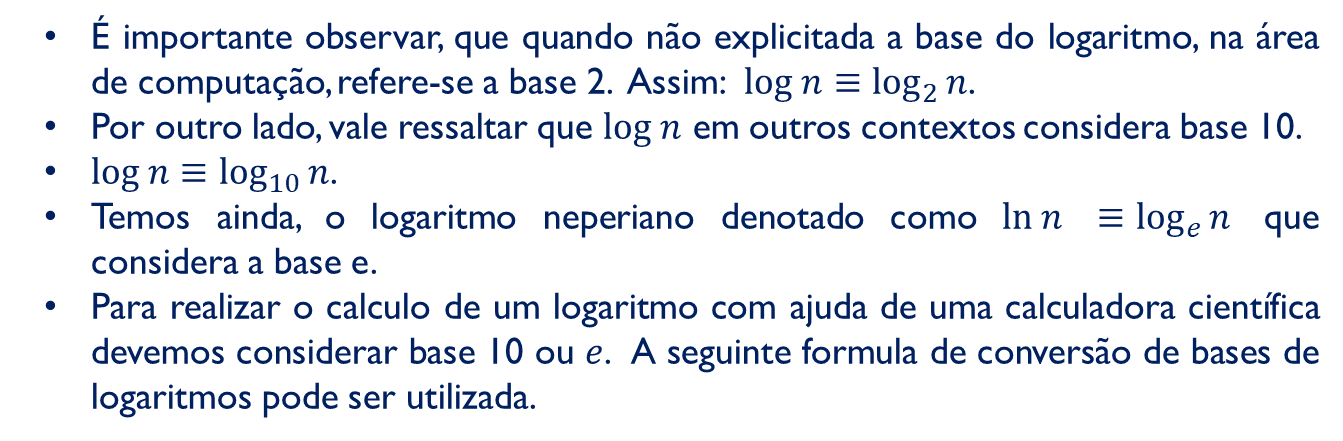 • É importante observar, que quando não explicitada a base do logaritmo, na área
de computação, refere-se a base 2. Assim: log n ≡ log₂ n.
• Por outro lado, vale ressaltar que log n em outros contextos considera base 10.
• log n ≡ log₁₀ n.
• Temos ainda, o logaritmo neperiano denotado como ln n ≡ logₑ n que
considera a base e.
• Para realizar o calculo de um logaritmo com ajuda de uma calculadora científica
devemos considerar base 10 ou e. A seguinte formula de conversão de bases de
logaritmos pode ser utilizada.